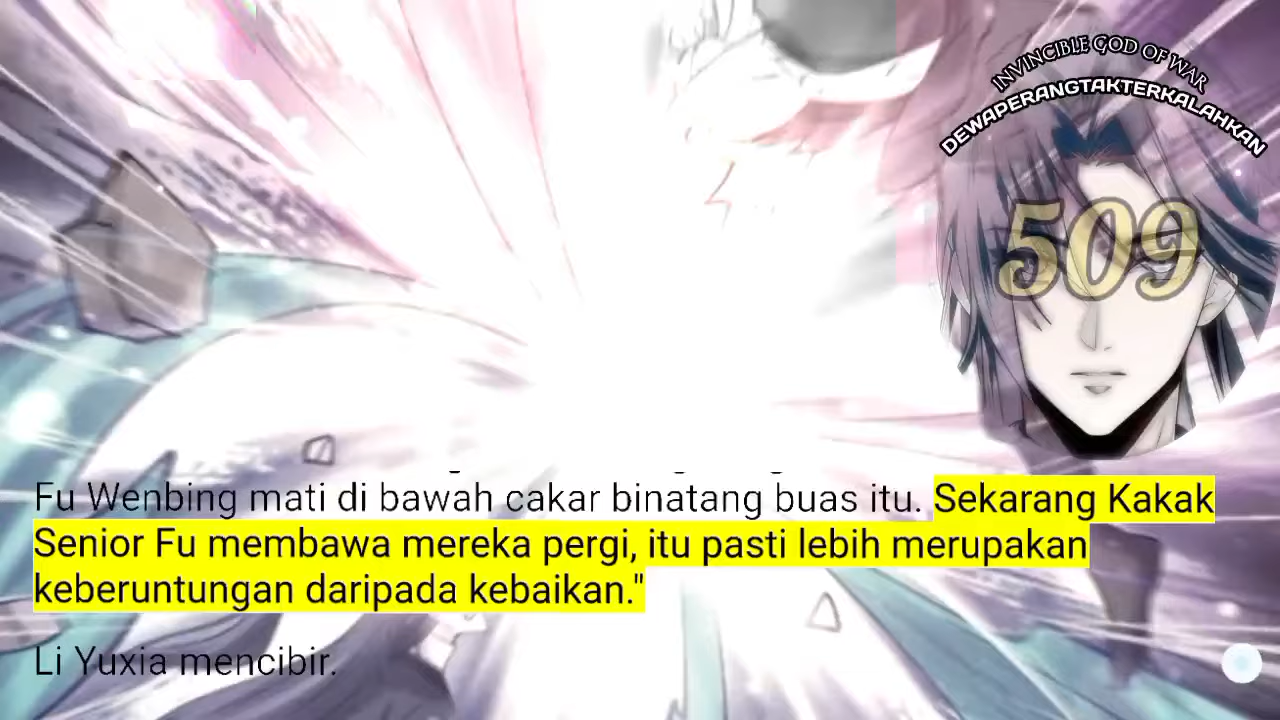 INVINCIBLE GOD OF WAR
DEWAPERANGTAKTERKALAHKAN
509
Fu Wenbing mati di bawah cakar binatang buas itu. Sekarang Kakak
Senior Fu membawa mereka pergi, itu pasti lebih merupakan
keberuntungan daripada kebaikan."
Li Yuxia mencibir.